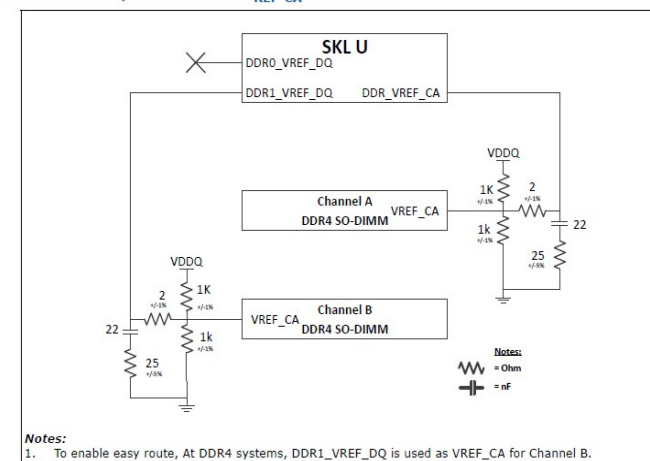 SKL U
DDR0_VREF_DQ
DDR1_VREF_DQ DDR_VREF_CA
VDDQ
1K
+/-1%
2
+/-1%
Channel A
DDR4 SO-DIMM
VREF_CA
1k
+/-1%
22
25
+/-5%
VDDQ
2
+/-1%
1K
+/-1%
Channel B
DDR4 SO-DIMM
VREF_CA
22
1k
+/-1%
25
+/-5%
Notes:
= Ohm
= nF
Notes:
1. To enable easy route, At DDR4 systems, DDR1_VREF_DQ is used as VREF_CA for Channel B.